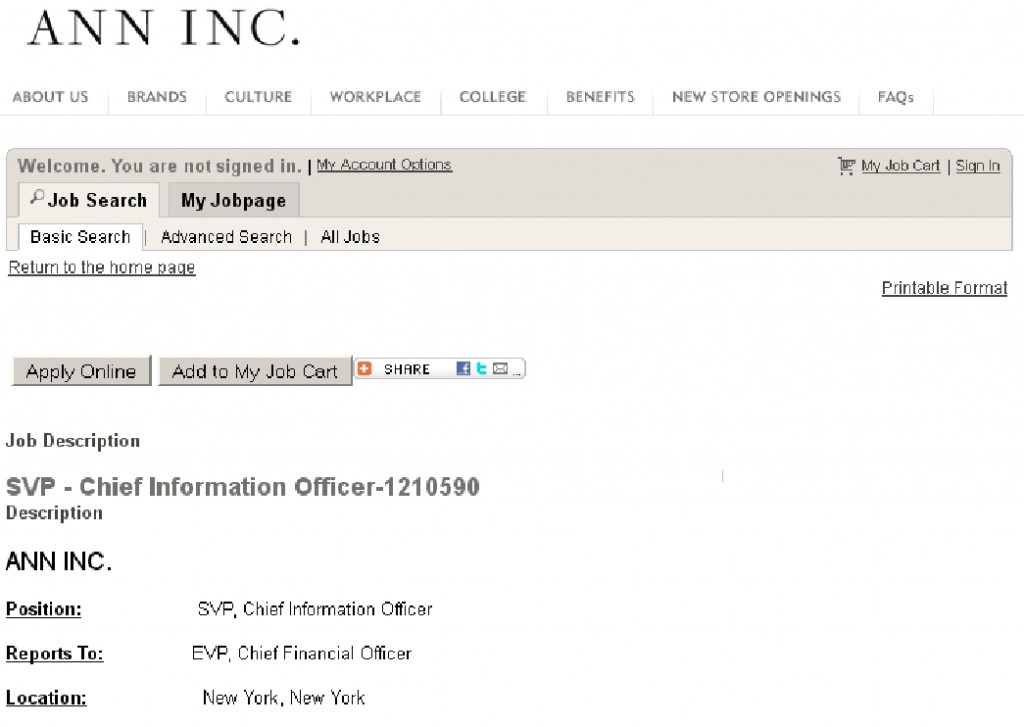 ANN INC.
ABOUT US BRANDS CULTURE WORKPLACE COLLEGE BENEFITS NEW STORE OPENINGS FAQs
Welcome. You are not signed in. | My Account Options My Job Cart | Sign In
Job Search My Jobpage
Basic Search | Advanced Search | All Jobs
Return to the home page
Printable Format
Apply Online Add to My Job Cart SHARE ...
Job Description
SVP - Chief Information Officer-1210590
Description
ANN INC.
Position: SVP, Chief Information Officer
Reports To: EVP, Chief Financial Officer
Location: New York, New York